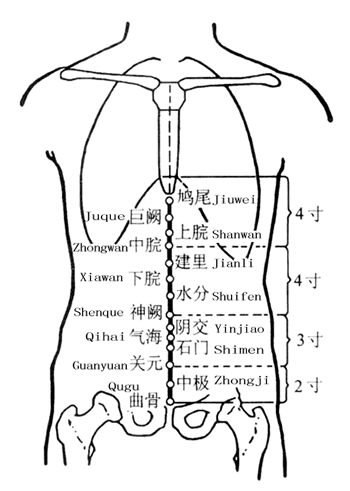 鸠尾 Jiuwei
Juque 巨阙
4寸
上脘 Shanwan
Zhongwan 中脘
建里 Jianli
Xiawan 下脘
4寸
水分 Shuifen
Shenque 神阙
阴交 Yinjiao
Qihai 气海
3寸
石门 Shimen
Guanyuan 关元
中极 Zhongji
Qugu
2寸
曲骨